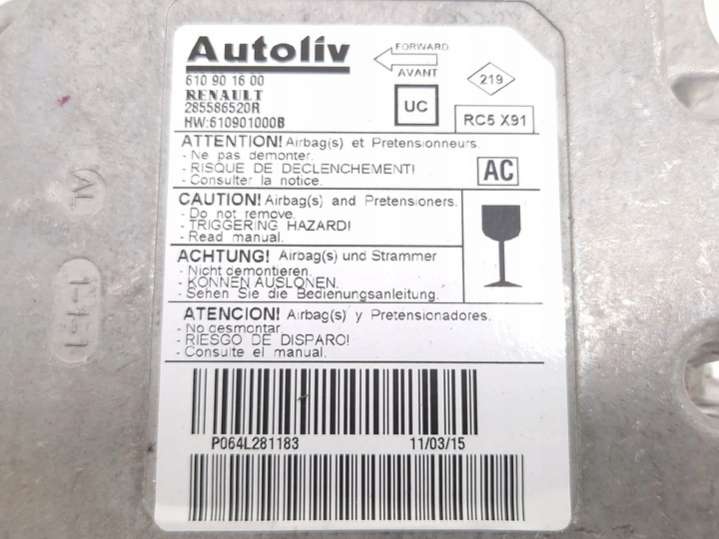 Autoliv
FORWARD
AVANT
219
610 90 16 00
RENAULT
285586520R
HW:610901000B
UC
RC5 X91
ATTENTION! Airbag(s) et Pretensionneurs.
- Ne pas demonter.
- RISQUE DE DECLENCHEMENT!
- Consulter la notice.
AC
CAUTION! Airbag(s) and Pretensioners.
- Do not remove.
- TRIGGERING HAZARD!
- Read manual.
ACHTUNG! Airbag(s) und Strammer
- Nicht demontieren.
- KONNEN AUSLONEN.
- Sehen Sie die Bedienungsanleitung.
ATENCION! Airbag(s) y Pretensionadores.
- No desmontar
- RIESGO DE DISPARO!
- Consulte el manual.
P064L281183
11/03/15